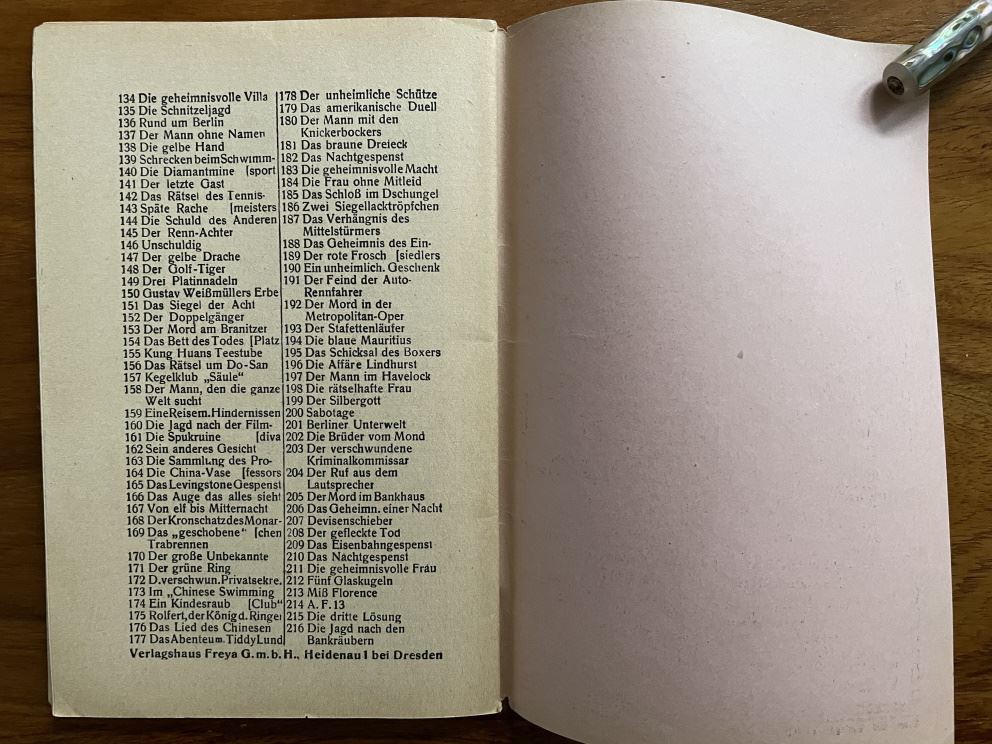 134 Die geheimnisvolle Villa
135 Die Schnitzeljagd
136 Rund um Berlin
137 Der Mann ohne Namen
138 Die gelbe Hand
139 Schrecken beim Schwimm-
140 Die Diamantmine [sport
141 Der letzte Gast
142 Das Rätsel des Tennis-
143 Späte Rache [meisters
144 Die Schuld des Anderen
145 Der Renn-Achter
146 Unschuldig
147 Der gelbe Drache
148 Der Golf-Tiger
149 Drei Platinnadeln
150 Gustav Weißmüllers Erbe
151 Das Siegel der Acht
152 Der Doppelgänger
153 Der Mord am Branitzer
154 Das Bett des Todes [Platz
155 Kung Huans Teestube
156 Das Rätsel um Do-San
157 Kegelklub „Säule“
158 Der Mann, den die ganze
Welt sucht
159 Eine Reise m. Hindernissen
160 Die Jagd nach der Film-
161 Die Spukruine [diva
162 Sein anderes Gesicht
163 Die Sammlung des Pro-
164 Die China-Vase [fessors
165 Das Levingstone Gespenst
166 Das Auge das alles sieht
167 Von elf bis Mitternacht
168 Der Kronschatz des Monar-
169 Das „geschobene“ [chen
Trabrennen
170 Der große Unbekannte
171 Der grüne Ring
172 D. verschwun. Privatsekre.
173 Im „Chinese Swimming
174 Ein Kindesraub [Club“
175 Rolfert, der König d. Ringer
176 Das Lied des Chinesen
177 Das Abenteu m. Tiddy Lund
178 Der unheimliche Schütze
179 Das amerikanische Duell
180 Der Mann mit den
Knickerbockers
181 Das braune Dreieck
182 Das Nachtgespenst
183 Die geheimnisvolle Macht
184 Die Frau ohne Mitleid
185 Das Schloß im Dschungel
186 Zwei Siegellacktröpfchen
187 Das Verhängnis des
Mittelstürmers
188 Das Geheimnis des Ein-
189 Der rote Frosch [siedlers
190 Ein unheimlich. Geschenk
191 Der Feind der Auto-
Rennfahrer
192 Der Mord in der
Metropolitan-Oper
193 Der Stafettenläufer
194 Die blaue Mauritius
195 Das Schicksal des Boxers
196 Die Affäre Lindhurst
197 Der Mann im Havelock
198 Die rätselhafte Frau
199 Der Silbergott
200 Sabotage
201 Berliner Unterwelt
202 Die Brüder vom Mond
203 Der verschwundene
Kriminalkommissar
204 Der Ruf aus dem
Lautsprecher
205 Der Mord im Bankhaus
206 Das Geheimn. einer Nacht
207 Devisenschieber
208 Der gefleckte Tod
209 Das Eisenbahngespenst
210 Das Nachtgespenst
211 Die geheimnisvolle Frau
212 Fünf Glaskugeln
213 Miß Florence
214 A. F. 13
215 Die dritte Lösung
216 Die Jagd nach den
Bankräubern
Verlagshaus Freya G. m. b. H., Heidenau 1 bei Dresden